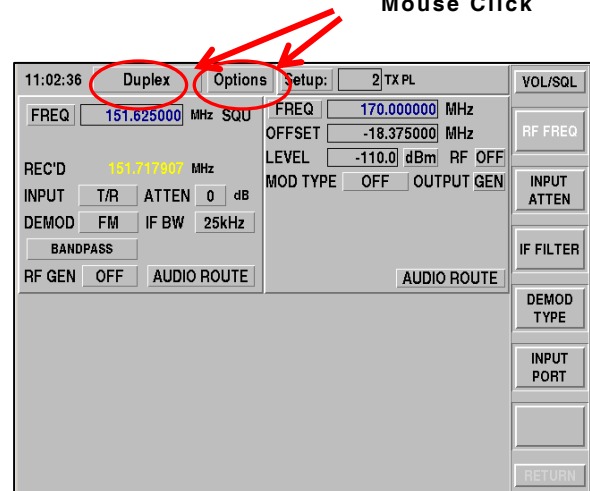 Mouse Click
11:02:36 Duplex Options Setup: 2 TX PL
FREQ 151.625000 MHz SQU
REC'D 151.717907 MHz
INPUT T/R ATTEN 0 dB
DEMOD FM IF BW 25kHz
BANDPASS
RF GEN OFF AUDIO ROUTE
FREQ 170.000000 MHz
OFFSET -18.375000 MHz
LEVEL -110.0 dBm RF OFF
MOD TYPE OFF OUTPUT GEN
AUDIO ROUTE
VOL/SQL
RF FREQ
INPUT
ATTEN
IF FILTER
DEMOD
TYPE
INPUT
PORT
RETURN